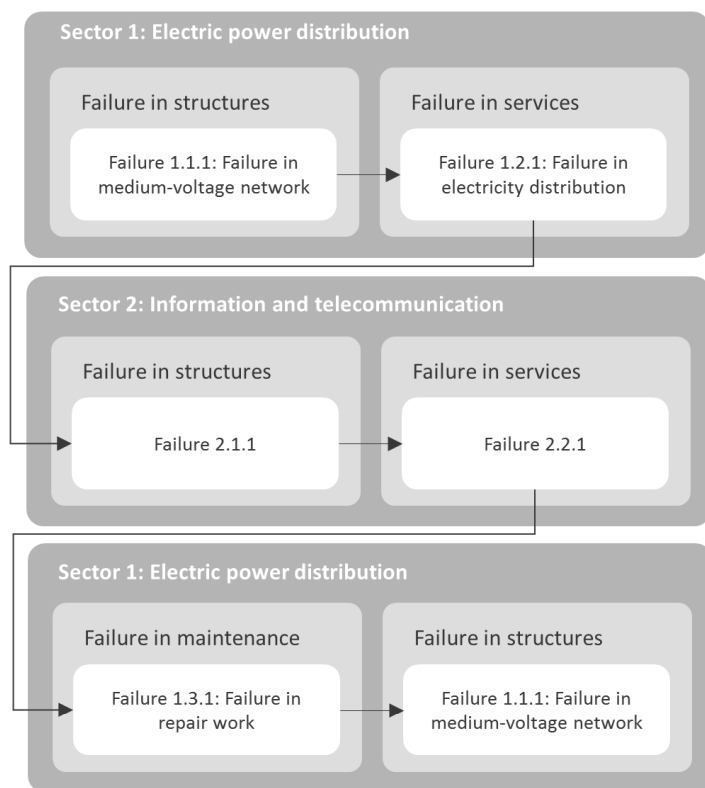 Sector 1: Electric power distribution
Failure in structures
Failure in services
Failure 1.1.1: Failure in
medium-voltage network
Failure 1.2.1: Failure in
electricity distribution
Sector 2: Information and telecommunication
Failure in structures
Failure in services
Failure 2.1.1
Failure 2.2.1
Sector 1: Electric power distribution
Failure in maintenance
Failure in structures
Failure 1.3.1: Failure in
repair work
Failure 1.1.1: Failure in
medium-voltage network